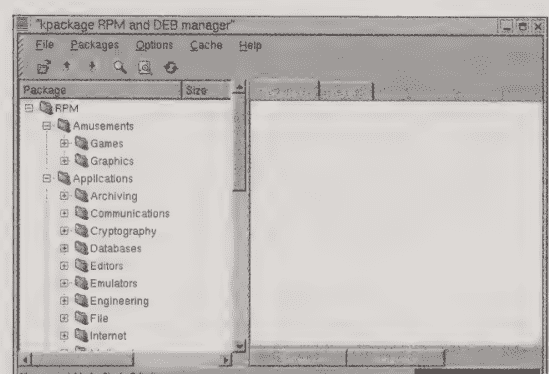 "kpackage RPM and DEB manager"
File Packages Options Cache Help
Package Size
RPM
Amusements
Games
Graphics
Applications
Archiving
Communications
Cryptography
Databases
Editors
Emulators
Engineering
File
Internet